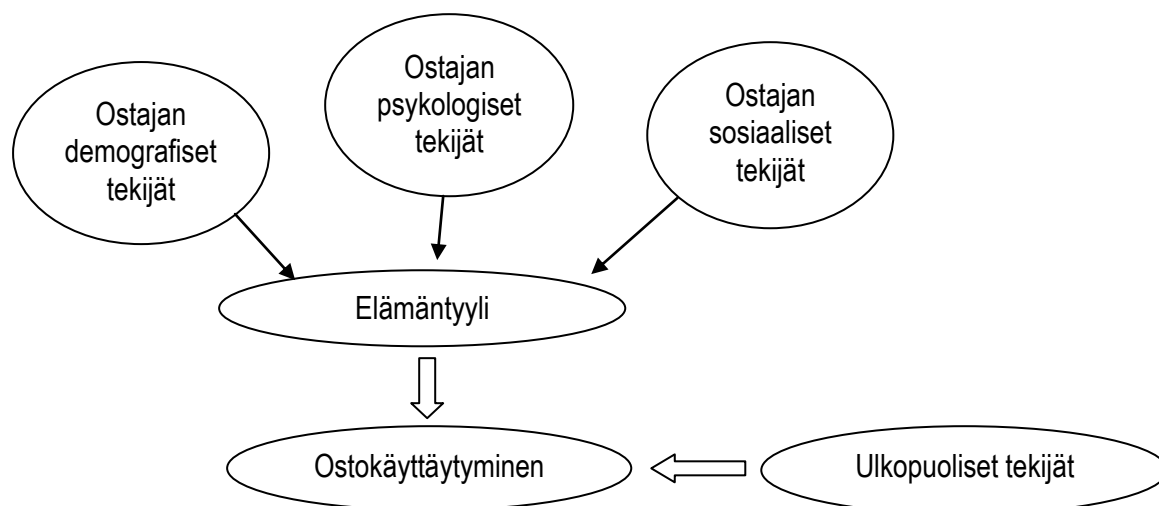 Ostajan
demografiset
tekijät
Ostajan
psykologiset
tekijät
Ostajan
sosiaaliset
tekijät
Elämäntyyli
Ostokäyttäytyminen
Ulkopuoliset tekijät